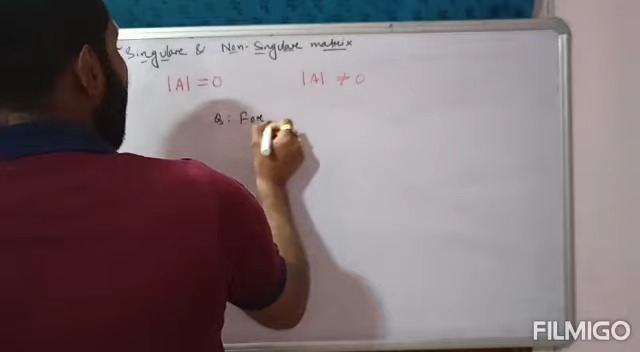 Singulare & Non-Singulare matrix
|A| = 0 |A| ≠ 0
Q: For
FILMIGO